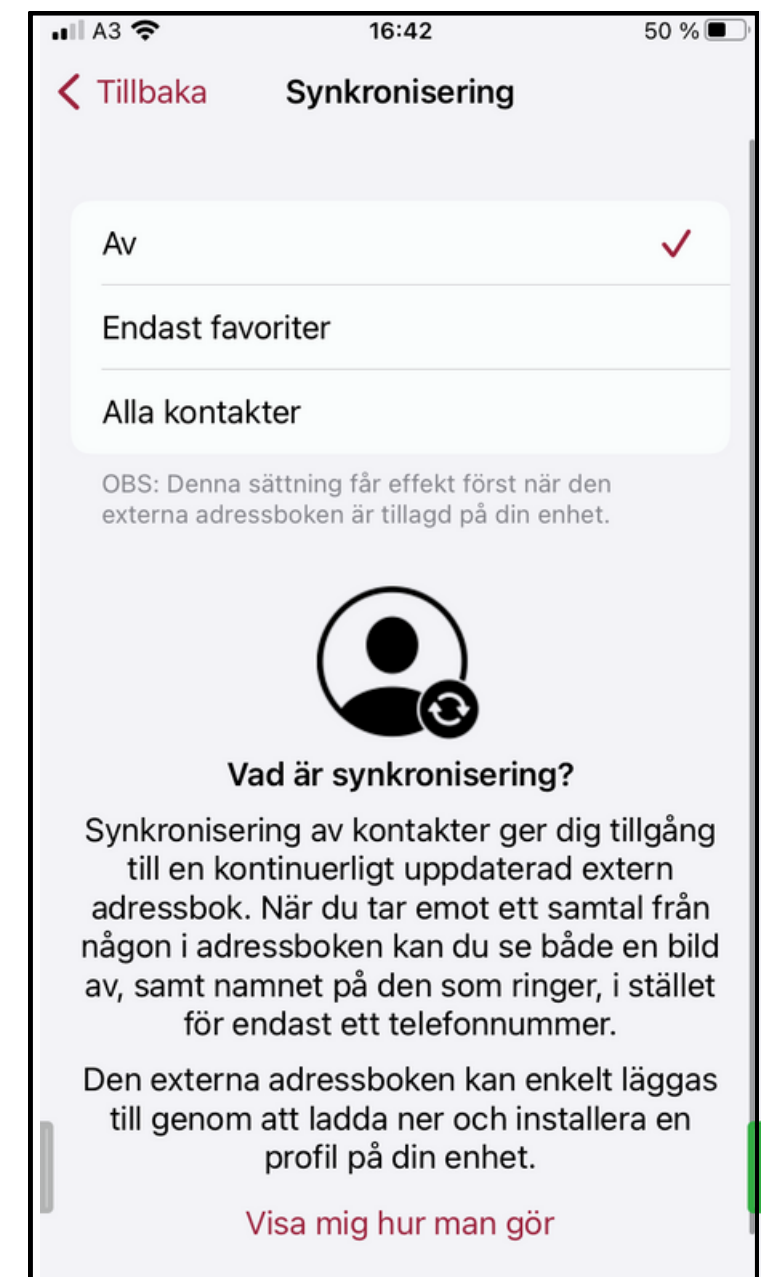 A3 16:42 50 %
Tillbaka Synkronisering
Av
Endast favoriter
Alla kontakter
OBS: Denna sättning får effekt först när den
externa adressboken är tillagd på din enhet.
Vad är synkronisering?
Synkronisering av kontakter ger dig tillgång
till en kontinuerligt uppdaterad extern
adressbok. När du tar emot ett samtal från
någon i adressboken kan du se både en bild
av, samt namnet på den som ringer, i stället
för endast ett telefonnummer.
Den externa adressboken kan enkelt läggas
till genom att ladda ner och installera en
profil på din enhet.
Visa mig hur man gör